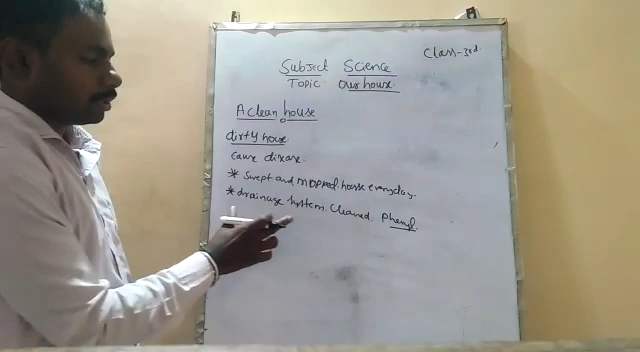 Class-3rd
Subject Science
Topic Our house.
A clean house
dirty house.
cause disease.
* Swept and mopped house everyday.
* drainage system. Cleaned. Phenyl.